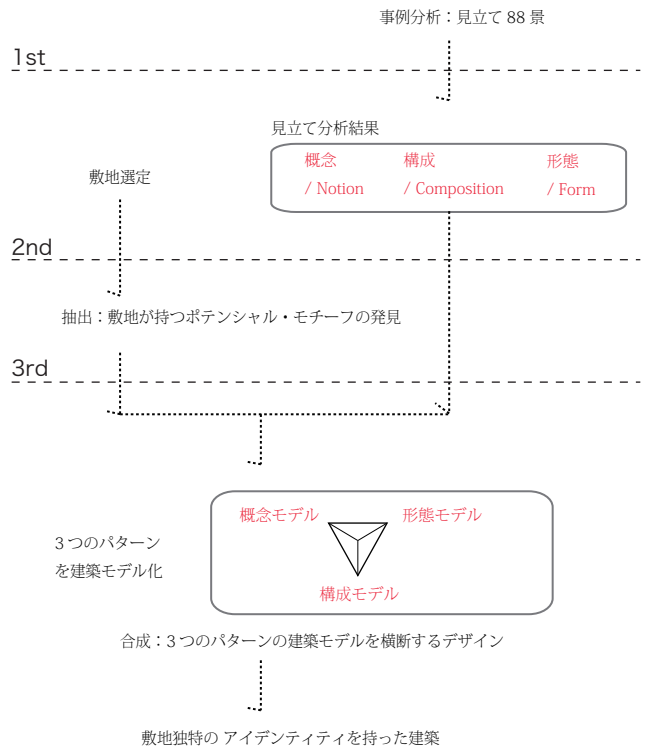 事例分析：見立て 88 景
1st
見立て分析結果
概念
/ Notion
構成
/ Composition
形態
/ Form
敷地選定
2nd
抽出：敷地が持つポテンシャル・モチーフの発見
3rd
概念モデル
形態モデル
構成モデル
3 つのパターン
を建築モデル化
合成：3 つのパターンの建築モデルを横断するデザイン
敷地独特の アイデンティティを持った建築